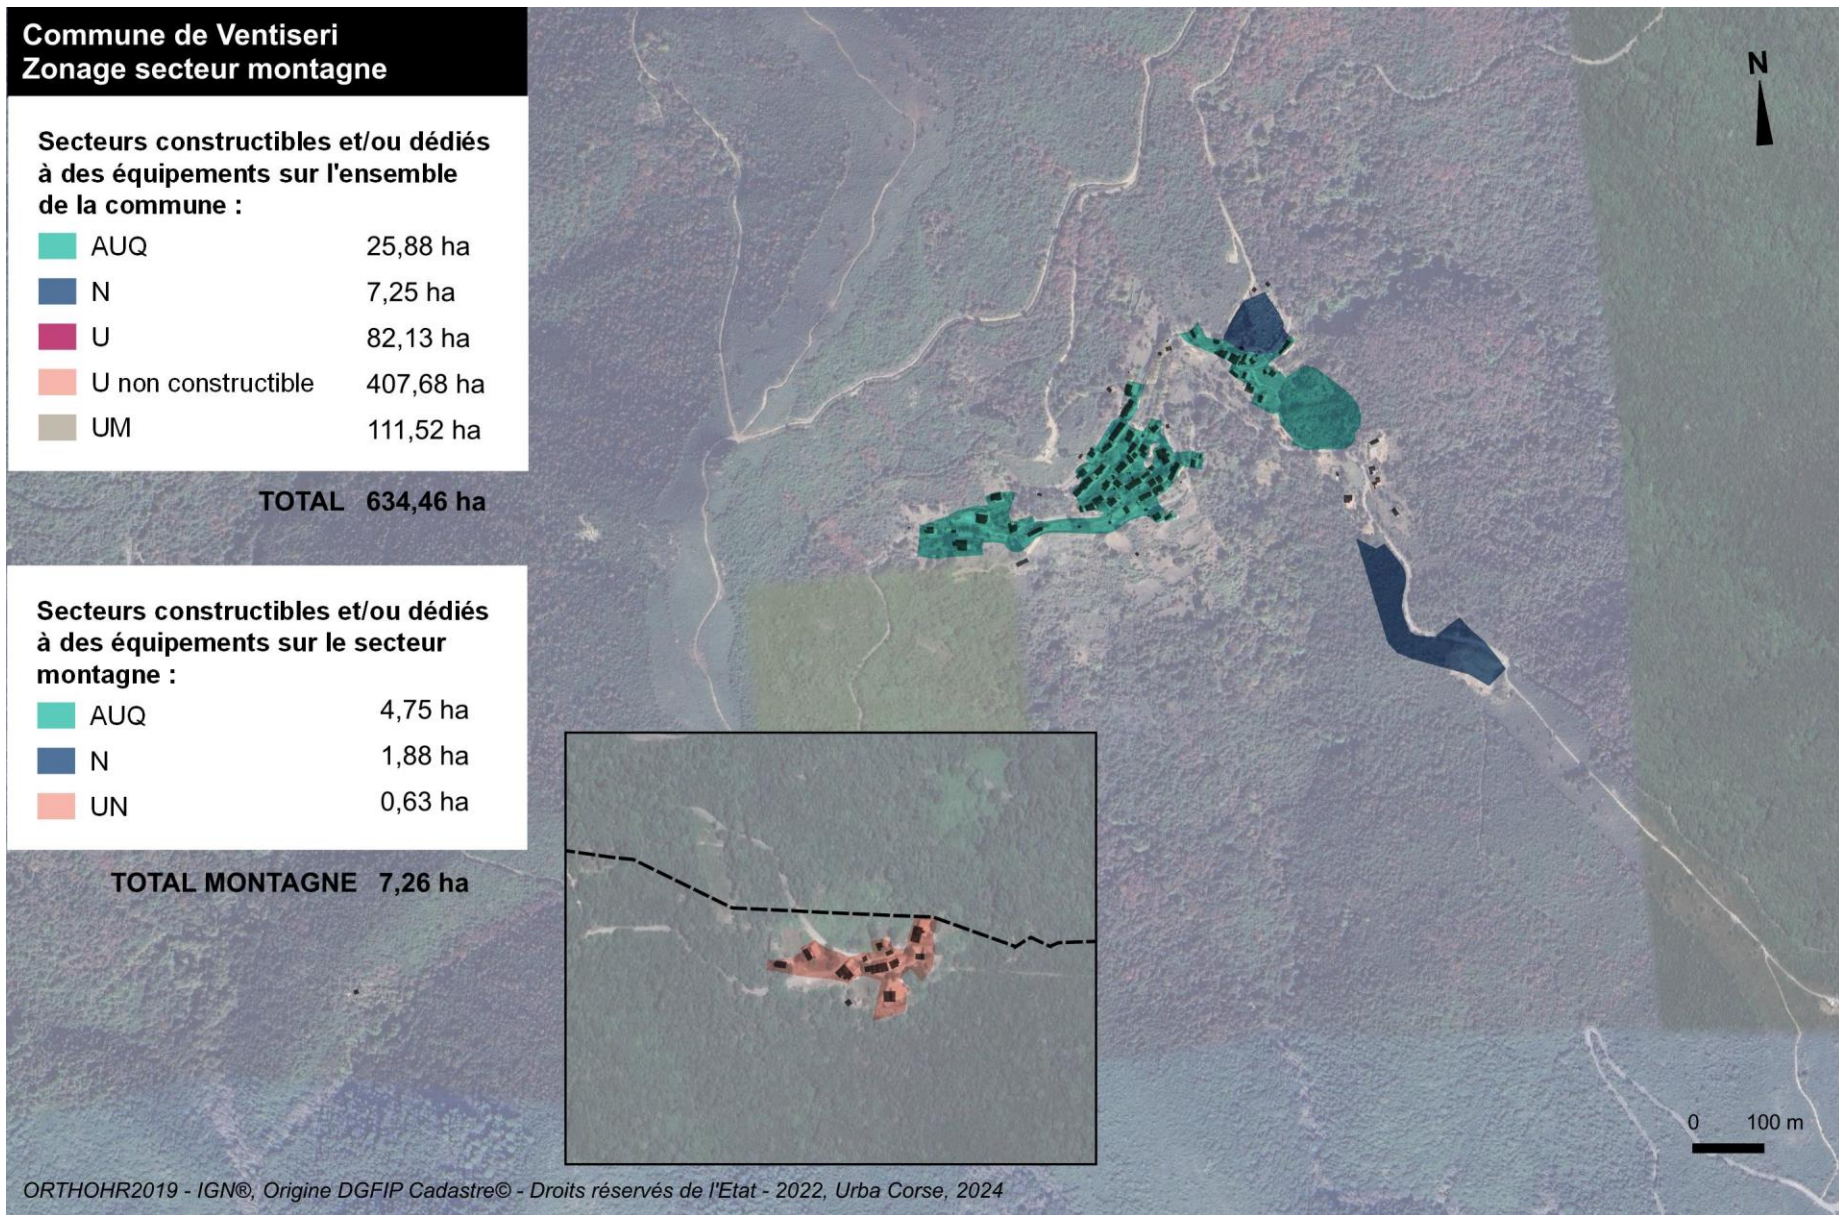 Commune de Ventiseri
Zonage secteur montagne
Secteurs constructibles et/ou dédiés
à des équipements sur l'ensemble
de la commune :
AUQ 25,88 ha
N 7,25 ha
U 82,13 ha
U non constructible 407,68 ha
UM 111,52 ha
TOTAL 634,46 ha
Secteurs constructibles et/ou dédiés
à des équipements sur le secteur
montagne :
AUQ 4,75 ha
N 1,88 ha
UN 0,63 ha
TOTAL MONTAGNE 7,26 ha
N
0 100 m
ORTHOHR2019 - IGN®, Origine DGFIP Cadastre© - Droits réservés de l'Etat - 2022, Urba Corse, 2024